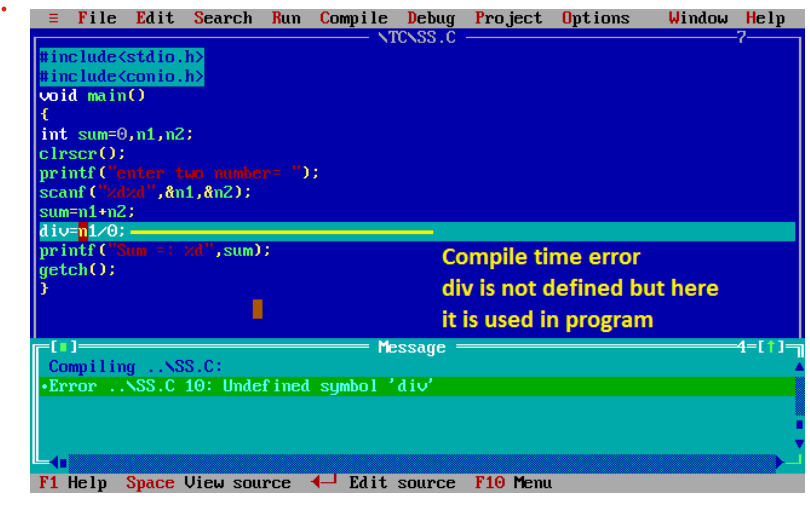 ≡ File Edit Search Run Compile Debug Project Options Window Help
\TC\SS.C 7
#include<stdio.h>
#include<conio.h>
void main()
{
int sum=0,n1,n2;
clrscr();
printf("enter two number= ");
scanf("%d%d",&n1,&n2);
sum=n1+n2;
div=n1/0;
printf("Sum =: %d",sum);
getch();
}
Compile time error
div is not defined but here
it is used in program
[■] Message 4=[↑]
Compiling ..\SS.C:
•Error ..\SS.C 10: Undefined symbol 'div'
F1 Help Space View source ◄┘ Edit source F10 Menu